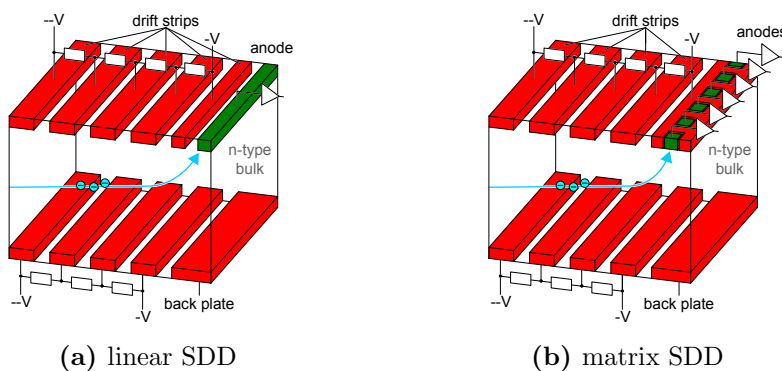 --V
drift strips
-V
anode
n-type
bulk
--V
-V
back plate
(a) linear SDD
--V
drift strips
-V
anodes
n-type
bulk
--V
-V
back plate
(b) matrix SDD